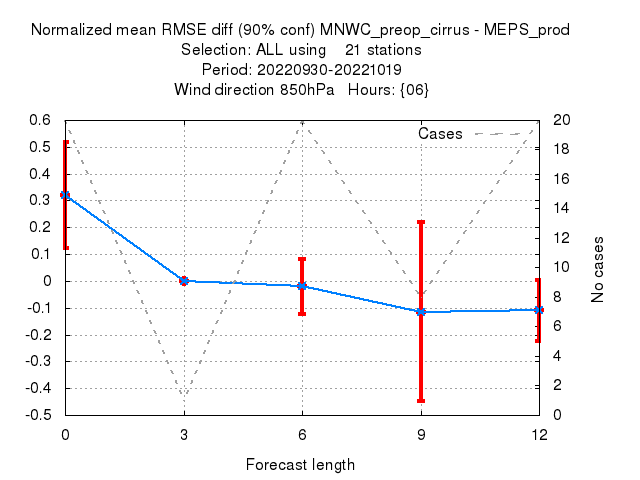 Normalized mean RMSE diff (90% conf) MNWC_preop_cirrus - MEPS_prod
Selection: ALL using    21 stations
Period: 20220930-20221019
Wind direction 850hPa   Hours: {06}
Cases
0.6
0.5
0.4
0.3
0.2
0.1
0
-0.1
-0.2
-0.3
-0.4
-0.5
20
18
16
14
12
10
8
6
4
2
0
No cases
0 3 6 9 12
Forecast length